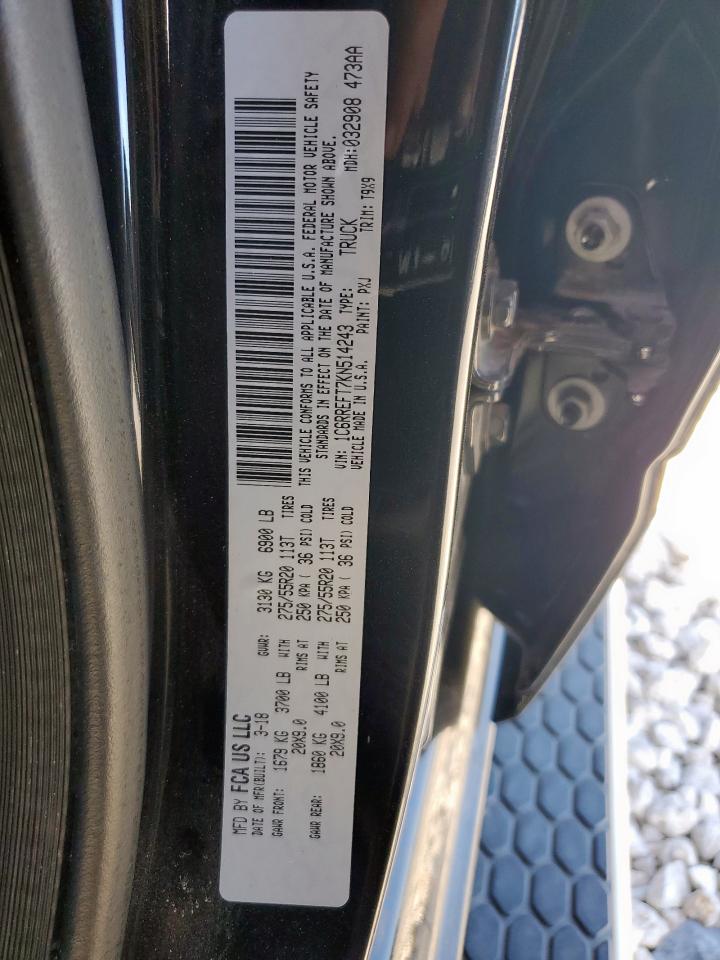 MFD BY FCA US LLC
DATE OF MFR(BUILT): 3-18 GVWR: 3130 KG 6900 LB
GAWR FRONT: 1679 KG 3700 LB WITH 275/55R20 113T TIRES
20X9.0 RIMS AT 250 KPA ( 36 PSI) COLD
GAWR REAR: 1860 KG 4100 LB WITH 275/55R20 113T TIRES
20X9.0 RIMS AT 250 KPA ( 36 PSI) COLD
THIS VEHICLE CONFORMS TO ALL APPLICABLE U.S.A. FEDERAL MOTOR VEHICLE SAFETY
STANDARDS IN EFFECT ON THE DATE OF MANUFACTURE SHOWN ABOVE.
VIN: 1C6RREFT7KN514243 TYPE: TRUCK MDH:032908 473AA
VEHICLE MADE IN U.S.A. PAINT: PXJ TRIM: T9X9